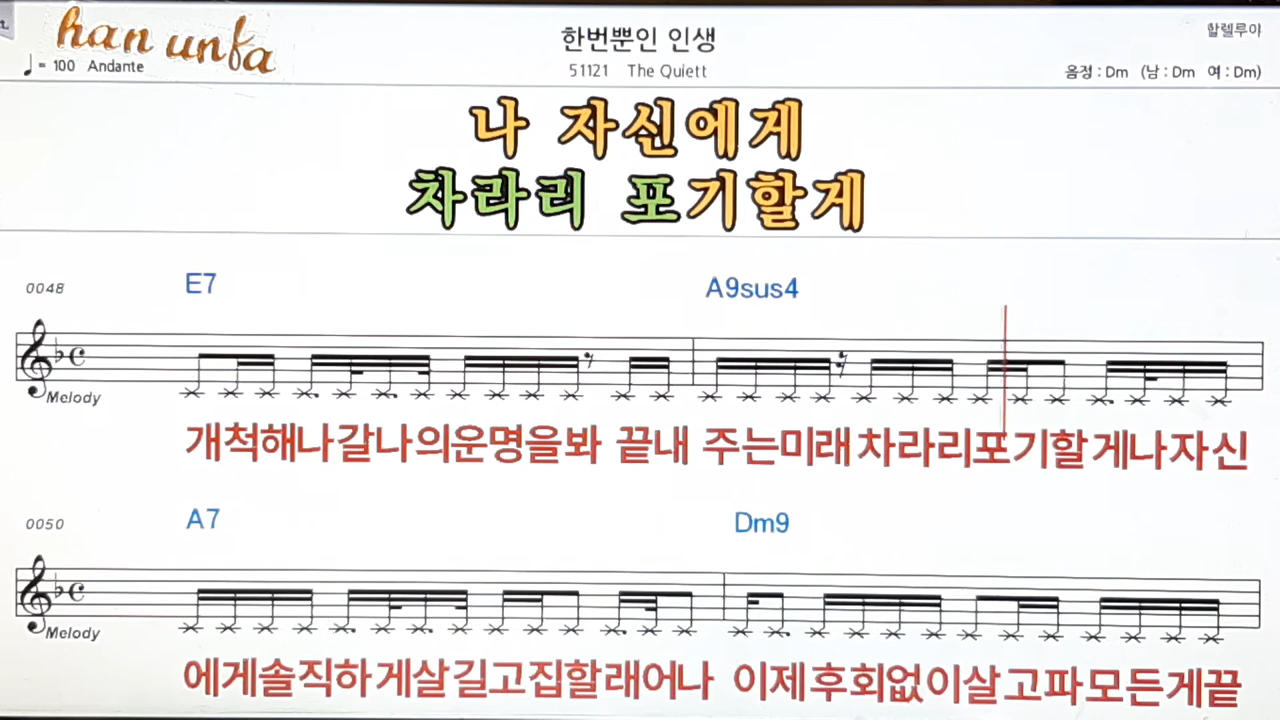 han unfa
♩= 100 Andante
한번뿐인 인생
51121 The Quiett
할렐루야
음정 : Dm (남 : Dm 여 : Dm)
나 자신에게
차라리 포기할게
0048
E7 A9sus4
Melody
개척해나갈나의운명을봐 끝내 주는미래차라리포기할게나자신
0050
A7 Dm9
Melody
에게솔직하게살길고집할래어나 이제후회없이살고파모든게끝